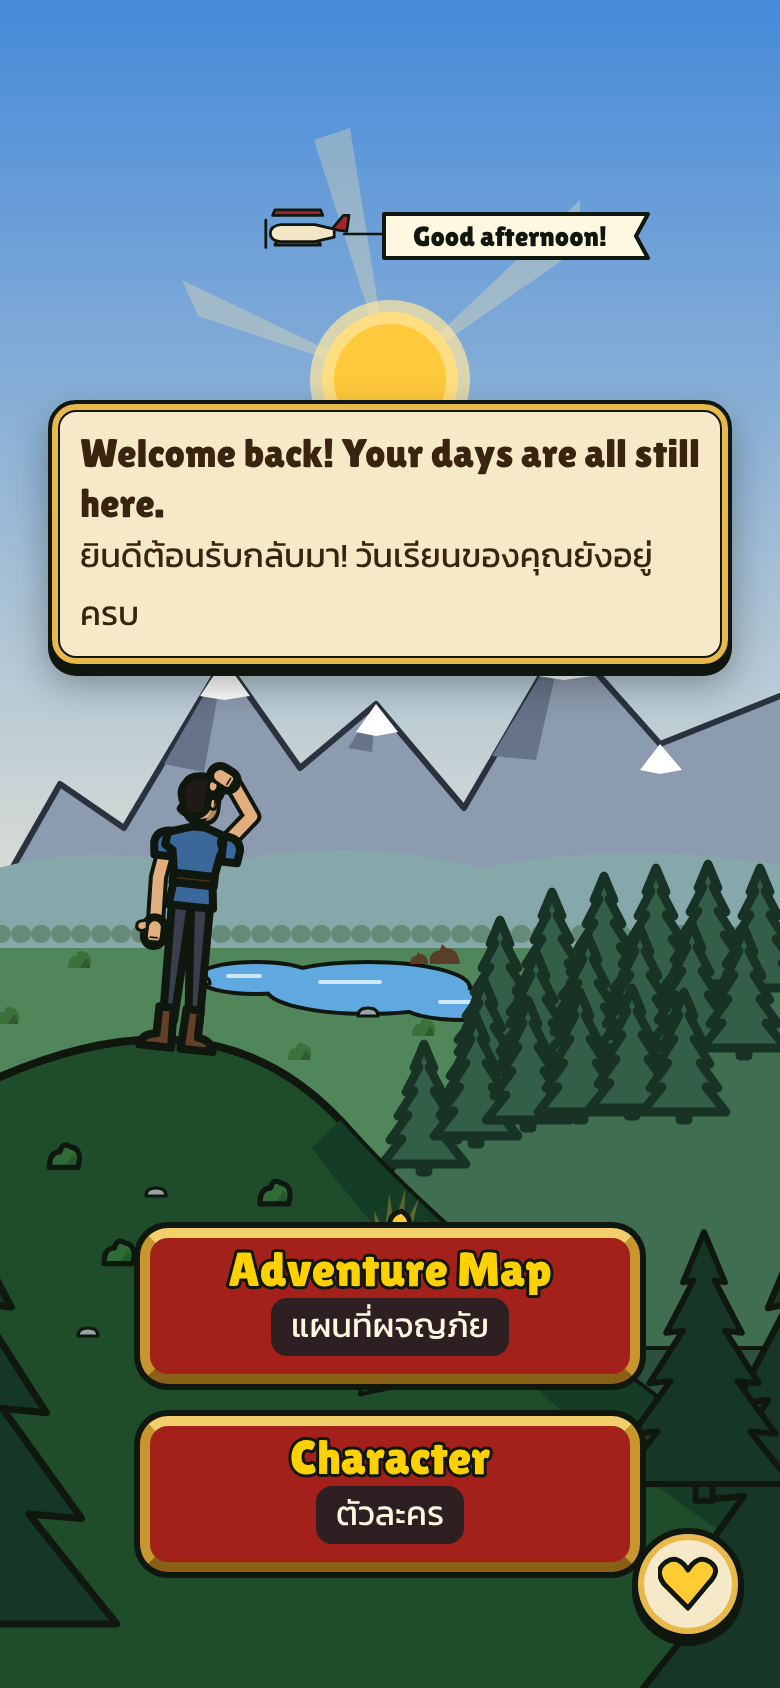 Good afternoon!
Welcome back! Your days are all still
here.
ยินดีต้อนรับกลับมา! วันเรียนของคุณยังอยู่
ครบ
Adventure Map
แผนที่ผจญภัย
Character
ตัวละคร